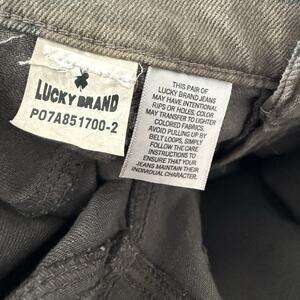 LUCKY BRAND
PO7A851700-2
THIS PAIR OF
LUCKY BRAND JEANS
MAY HAVE INTENTIONAL
RIPS OR HOLES. COLOR
MAY TRANSFER TO LIGHTER
COLORED FABRICS.
AVOID PULLING UP BY
BELT LOOPS, SIMPLY
FOLLOW THE CARE
INSTRUCTIONS TO
ENSURE THAT YOUR
JEANS MAINTAIN THEIR
INDIVIDUAL CHARACTER.